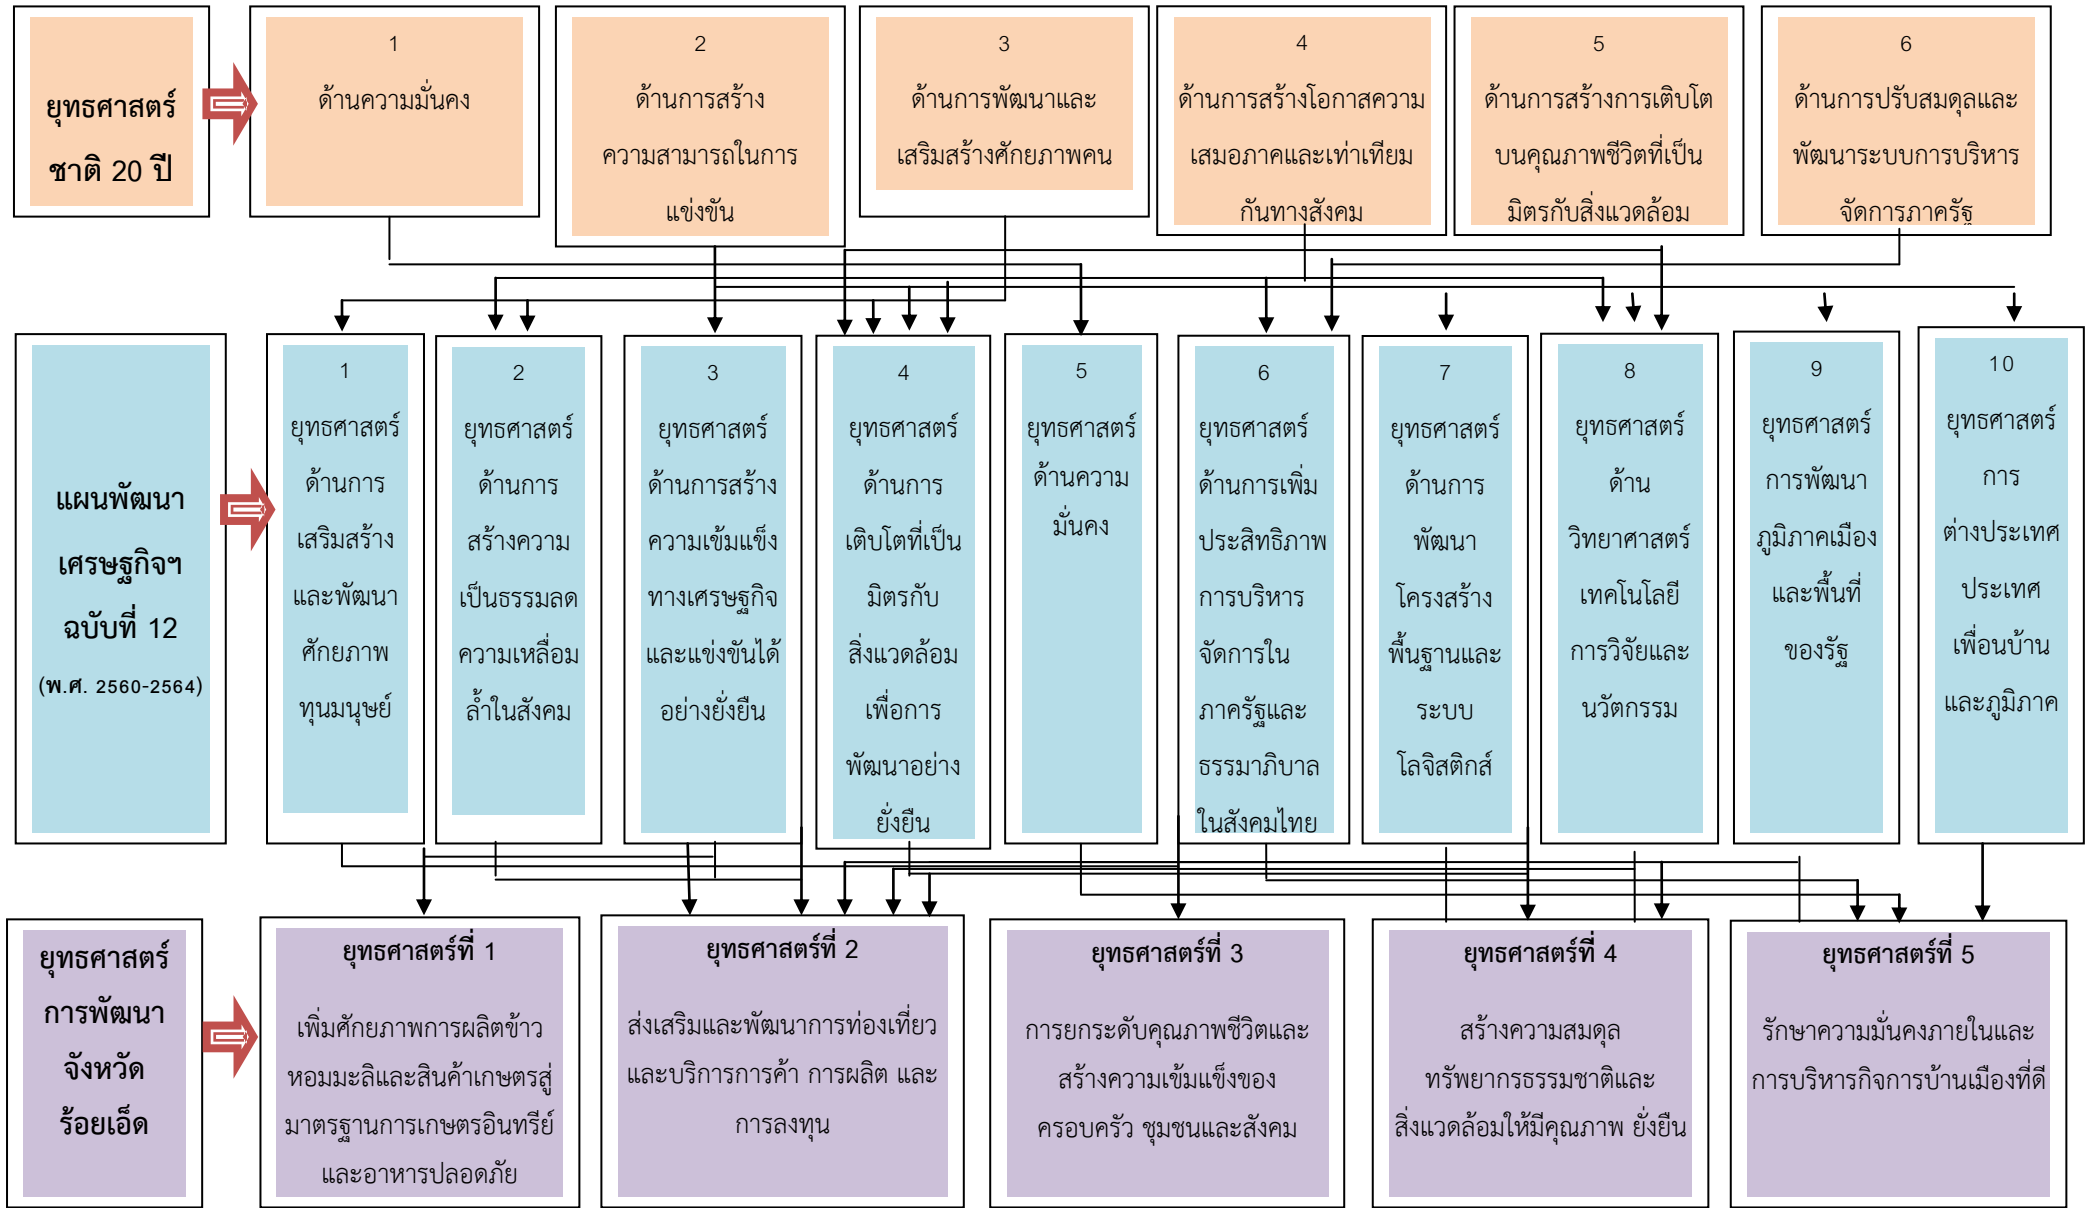 ยุทธศาสตร์
ชาติ 20 ปี
1
ด้านความมั่นคง
2
ด้านการสร้าง
ความสามารถในการ
แข่งขัน
3
ด้านการพัฒนาและ
เสริมสร้างศักยภาพคน
4
ด้านการสร้างโอกาสความ
เสมอภาคและเท่าเทียม
กันทางสังคม
5
ด้านการสร้างการเติบโต
บนคุณภาพชีวิตที่เป็น
มิตรกับสิ่งแวดล้อม
6
ด้านการปรับสมดุลและ
พัฒนาระบบการบริหาร
จัดการภาครัฐ
แผนพัฒนา
เศรษฐกิจฯ
ฉบับที่ 12
(พ.ศ. 2560-2564)
1
ยุทธศาสตร์
ด้านการ
เสริมสร้าง
และพัฒนา
ศักยภาพ
ทุนมนุษย์
2
ยุทธศาสตร์
ด้านการ
สร้างความ
เป็นธรรมลด
ความเหลื่อม
ล้ำในสังคม
3
ยุทธศาสตร์
ด้านการสร้าง
ความเข้มแข็ง
ทางเศรษฐกิจ
และแข่งขันได้
อย่างยั่งยืน
4
ยุทธศาสตร์
ด้านการ
เติบโตที่เป็น
มิตรกับ
สิ่งแวดล้อม
เพื่อการ
พัฒนาอย่าง
ยั่งยืน
5
ยุทธศาสตร์
ด้านความ
มั่นคง
6
ยุทธศาสตร์
ด้านการเพิ่ม
ประสิทธิภาพ
การบริหาร
จัดการใน
ภาครัฐและ
ธรรมาภิบาล
ในสังคมไทย
7
ยุทธศาสตร์
ด้านการ
พัฒนา
โครงสร้าง
พื้นฐานและ
ระบบ
โลจิสติกส์
8
ยุทธศาสตร์
ด้าน
วิทยาศาสตร์
เทคโนโลยี
การวิจัยและ
นวัตกรรม
9
ยุทธศาสตร์
การพัฒนา
ภูมิภาคเมือง
และพื้นที่
ของรัฐ
10
ยุทธศาสตร์
การ
ต่างประเทศ
ประเทศ
เพื่อนบ้าน
และภูมิภาค
ยุทธศาสตร์
การพัฒนา
จังหวัด
ร้อยเอ็ด
ยุทธศาสตร์ที่ 1
เพิ่มศักยภาพการผลิตข้าว
หอมมะลิและสินค้าเกษตรสู่
มาตรฐานการเกษตรอินทรีย์
และอาหารปลอดภัย
ยุทธศาสตร์ที่ 2
ส่งเสริมและพัฒนาการท่องเที่ยว
และบริการการค้า การผลิต และ
การลงทุน
ยุทธศาสตร์ที่ 3
การยกระดับคุณภาพชีวิตและ
สร้างความเข้มแข็งของ
ครอบครัว ชุมชนและสังคม
ยุทธศาสตร์ที่ 4
สร้างความสมดุล
ทรัพยากรธรรมชาติและ
สิ่งแวดล้อมให้มีคุณภาพ ยั่งยืน
ยุทธศาสตร์ที่ 5
รักษาความมั่นคงภายในและ
การบริหารกิจการบ้านเมืองที่ดี